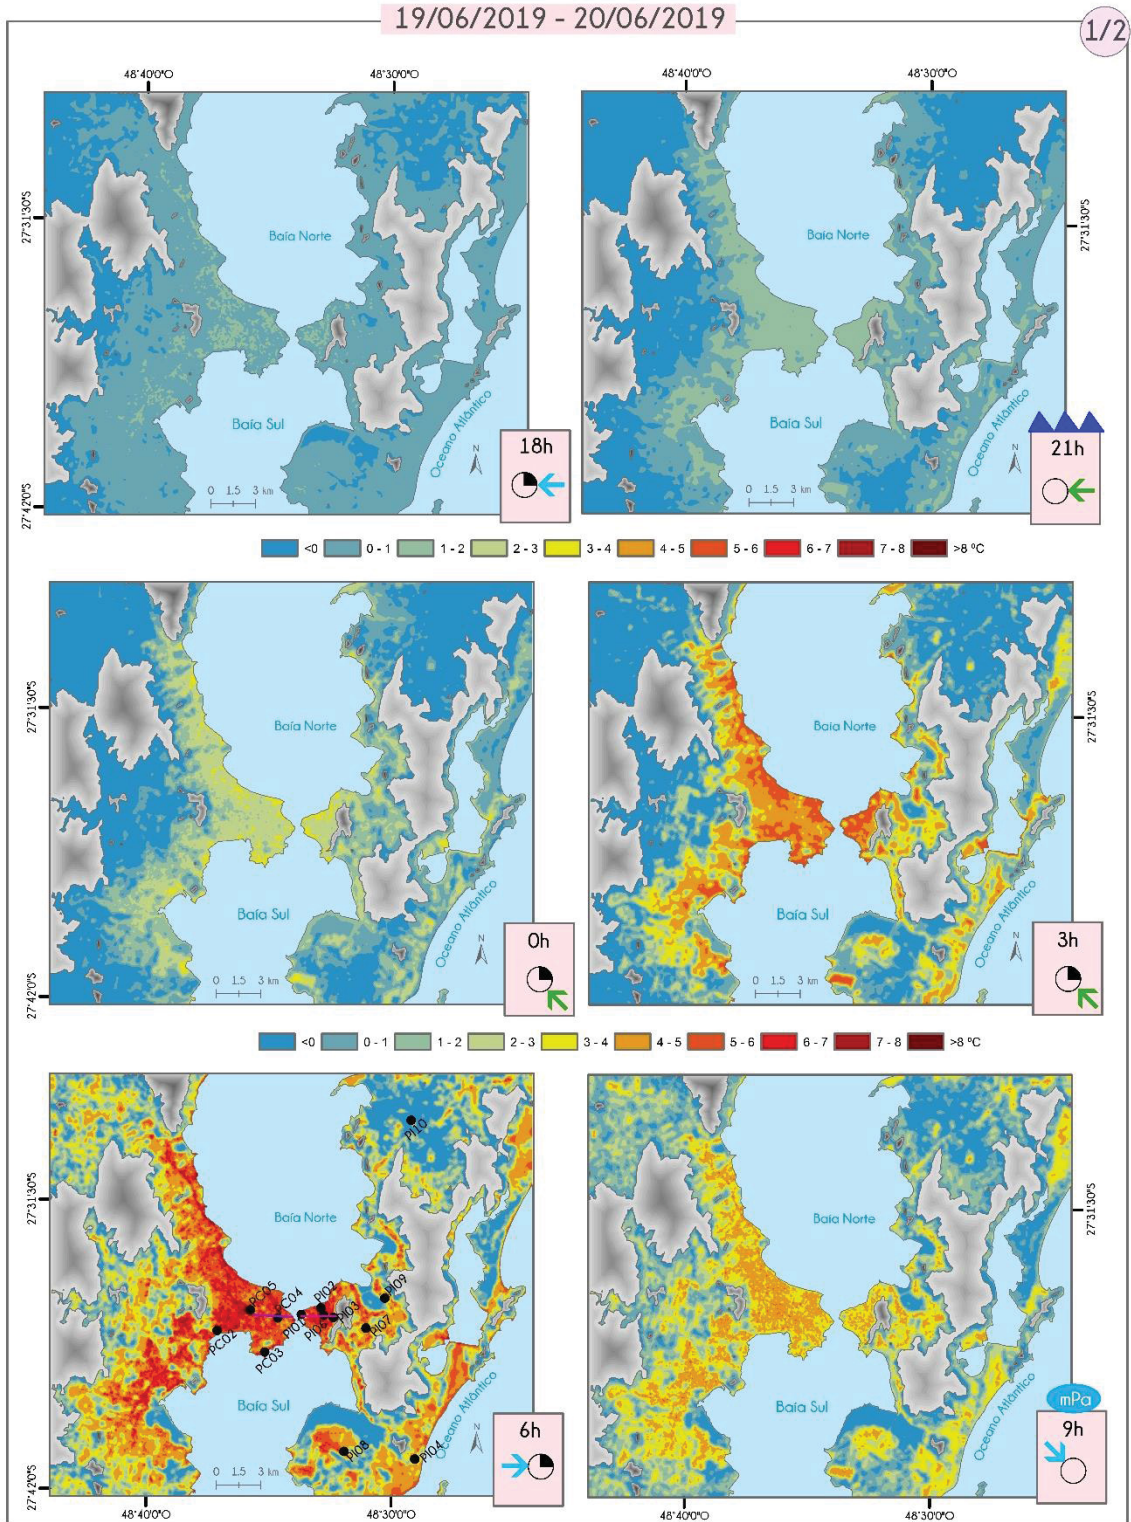 19/06/2019 - 20/06/2019
1/2
48°40'0"O 48°30'0"O 48°40'0"O 48°30'0"O
27°31'30"S
Baía Norte
Baía Sul
Oceano Atlântico
N
18h
0 1.5 3 km
27°42'0"S
27°31'30"S
Baía Norte
Baía Sul
Oceano Atlântico
N
21h
0 1.5 3 km
<0 0 - 1 1 - 2 2 - 3 3 - 4 4 - 5 5 - 6 6 - 7 7 - 8 >8 °C
27°31'30"S
Baía Norte
Baía Sul
Oceano Atlântico
N
0h
0 1.5 3 km
27°42'0"S
27°31'30"S
Baía Norte
Baía Sul
Oceano Atlântico
N
3h
0 1.5 3 km
<0 0 - 1 1 - 2 2 - 3 3 - 4 4 - 5 5 - 6 6 - 7 7 - 8 >8 °C
PI10
27°31'30"S
Baía Norte
PC05
PC04
PI02
PI09
PI01
PI03
PI07
PC02
PC03
Baía Sul
Oceano Atlântico
N
6h
PI08
PI04
0 1.5 3 km
27°42'0"S
27°31'30"S
Baía Norte
Baía Sul
Oceano Atlântico
mPa
N
9h
0 1.5 3 km
48°40'0"O 48°30'0"O 48°40'0"O 48°30'0"O